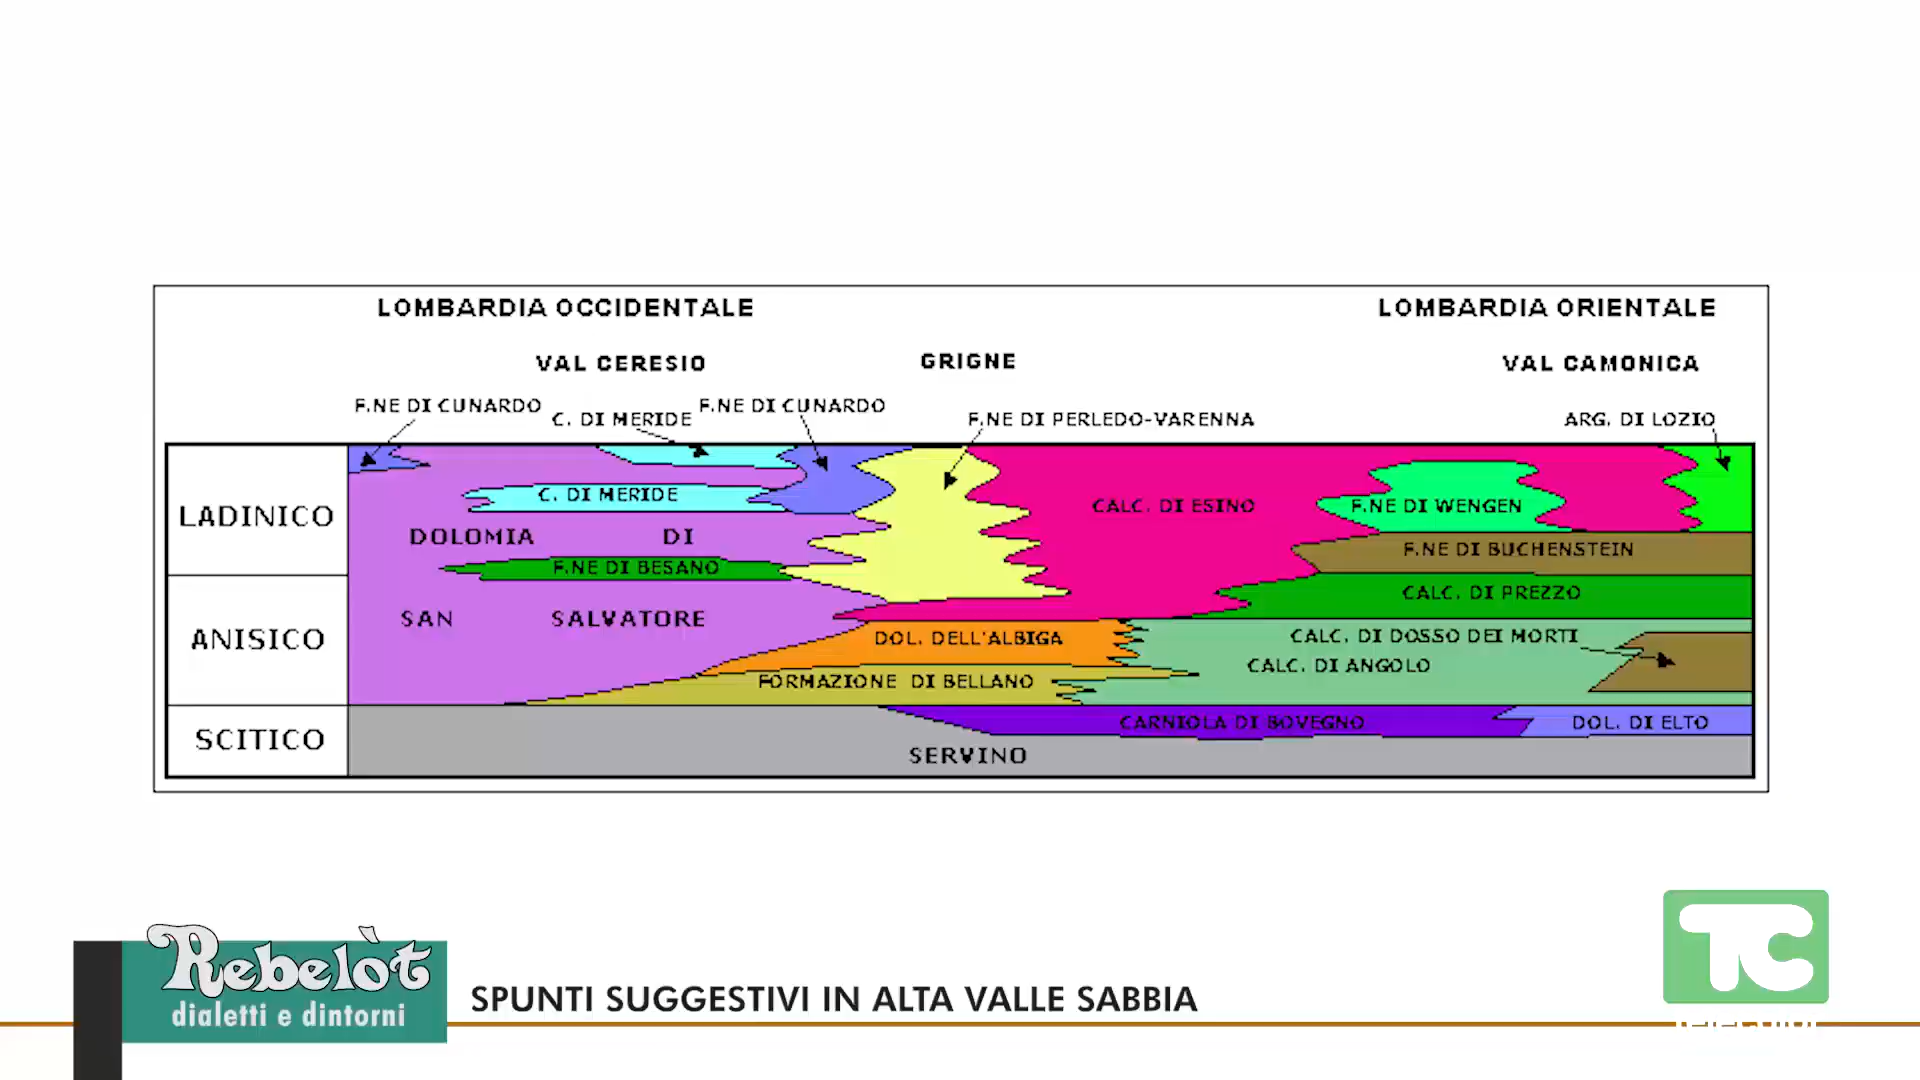 LOMBARDIA OCCIDENTALE
LOMBARDIA ORIENTALE
VAL CERESIO
GRIGNE
VAL CAMONICA
F.NE DI CUNARDO
C. DI MERIDE
F.NE DI CUNARDO
F.NE DI PERLEDO-VARENNA
ARG. DI LOZIO
LADINICO
C. DI MERIDE
CALC. DI ESINO
F.NE DI WENGEN
DOLOMIA DI
F.NE DI BUCHENSTEIN
F.NE DI BESANO
CALC. DI PREZZO
ANISICO
SAN SALVATORE
DOL. DELL'ALBIGA
CALC. DI DOSSO DEI MORTI
CALC. DI ANGOLO
FORMAZIONE DI BELLANO
SCITICO
CARNIOLA DI BOVEGNO
DOL. DI ELTO
SERVINO
Rebelòt
dialetti e dintorni
SPUNTI SUGGESTIVI IN ALTA VALLE SABBIA
TC